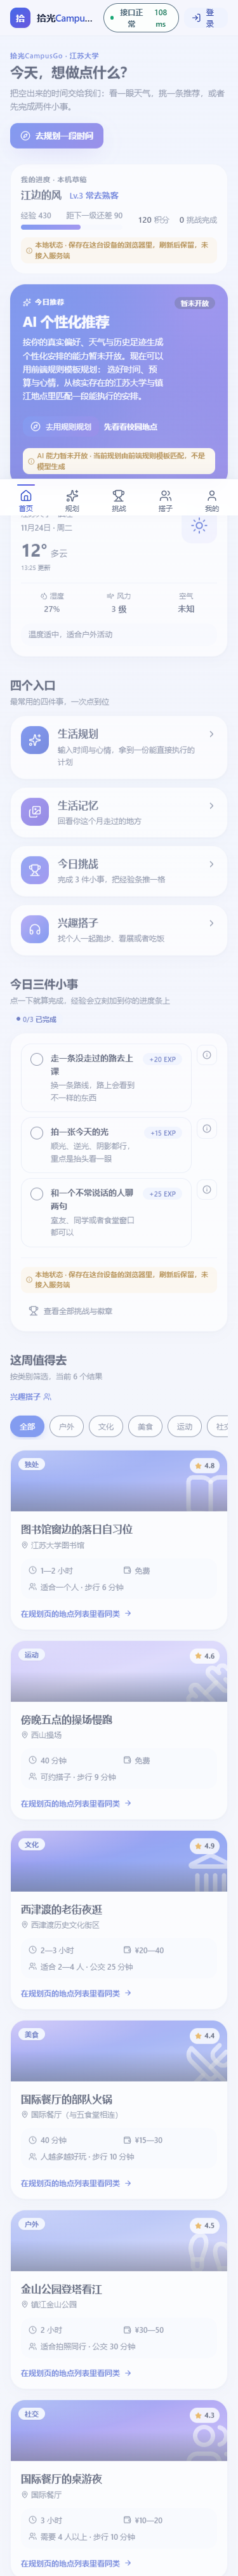 拾
拾光Campu...
接口正常
108 ms
登录
拾光CampusGo · 江苏大学
今天，想做点什么？
把空出来的时间交给我们：看一眼天气，挑一条推荐，或者先完成两件小事。
去规划一段时间
我的进度 · 本机草稿
江边的风
Lv.3 常去熟客
经验 430
距下一级还差 90
120 积分
0 挑战完成
本地状态 · 保存在这台设备的浏览器里，刷新后保留，未接入服务端
今日推荐
暂未开放
AI 个性化推荐
按你的真实偏好、天气与历史足迹生成个性化安排的能力暂未开放。现在可以用前端规则模板规划：选好时间、预算与心情，从核实存在的江苏大学与镇江地点里匹配一段能执行的安排。
去用规则规划
先看看校园地点
AI 能力暂未开放 · 当前规划由前端规则模板匹配，不是模型生成
首页
规划
挑战
搭子
我的
11月24日 · 周二
12°
多云
13:25 更新
湿度
27%
风力
3 级
空气
未知
温度适中，适合户外活动
四个入口
最常用的四件事，一次点到位
生活规划
输入时间与心情，拿到一份能直接执行的计划
生活记忆
回看你这个月走过的地方
今日挑战
完成 3 件小事，把经验条推一格
兴趣搭子
找个人一起跑步、看展或者吃饭
今日三件小事
点一下就算完成，经验会立刻加到你的进度条上
0/3 已完成
走一条没走过的路去上课
+20 EXP
换一条路线，路上会看到不一样的东西
拍一张今天的光
+15 EXP
顺光、逆光、阴影都行，重点是抬头看一眼
和一个不常说话的人聊两句
+25 EXP
室友、同学或者食堂窗口都可以
本地状态 · 保存在这台设备的浏览器里，刷新后保留，未接入服务端
查看全部挑战与徽章
这周值得去
按类别筛选，当前 6 个结果
兴趣搭子
全部
户外
文化
美食
运动
社交
独处
4.8
图书馆窗边的落日自习位
江苏大学图书馆
1—2 小时
免费
适合一个人 · 步行 6 分钟
在规划页的地点列表里看同类
运动
4.6
傍晚五点的操场慢跑
西山操场
40 分钟
免费
可约搭子 · 步行 9 分钟
在规划页的地点列表里看同类
文化
4.9
西津渡的老街夜逛
西津渡历史文化街区
2—3 小时
¥20—40
适合 2—4 人 · 公交 25 分钟
在规划页的地点列表里看同类
美食
4.4
国际餐厅的部队火锅
国际餐厅（与五食堂相连）
40 分钟
¥15—30
人越多越好玩 · 步行 10 分钟
在规划页的地点列表里看同类
户外
4.5
金山公园登塔看江
镇江金山公园
2 小时
¥30—50
适合拍照同行 · 公交 30 分钟
在规划页的地点列表里看同类
社交
4.3
国际餐厅的桌游夜
国际餐厅
3 小时
¥10—20
需要 4 人以上 · 步行 10 分钟
在规划页的地点列表里看同类